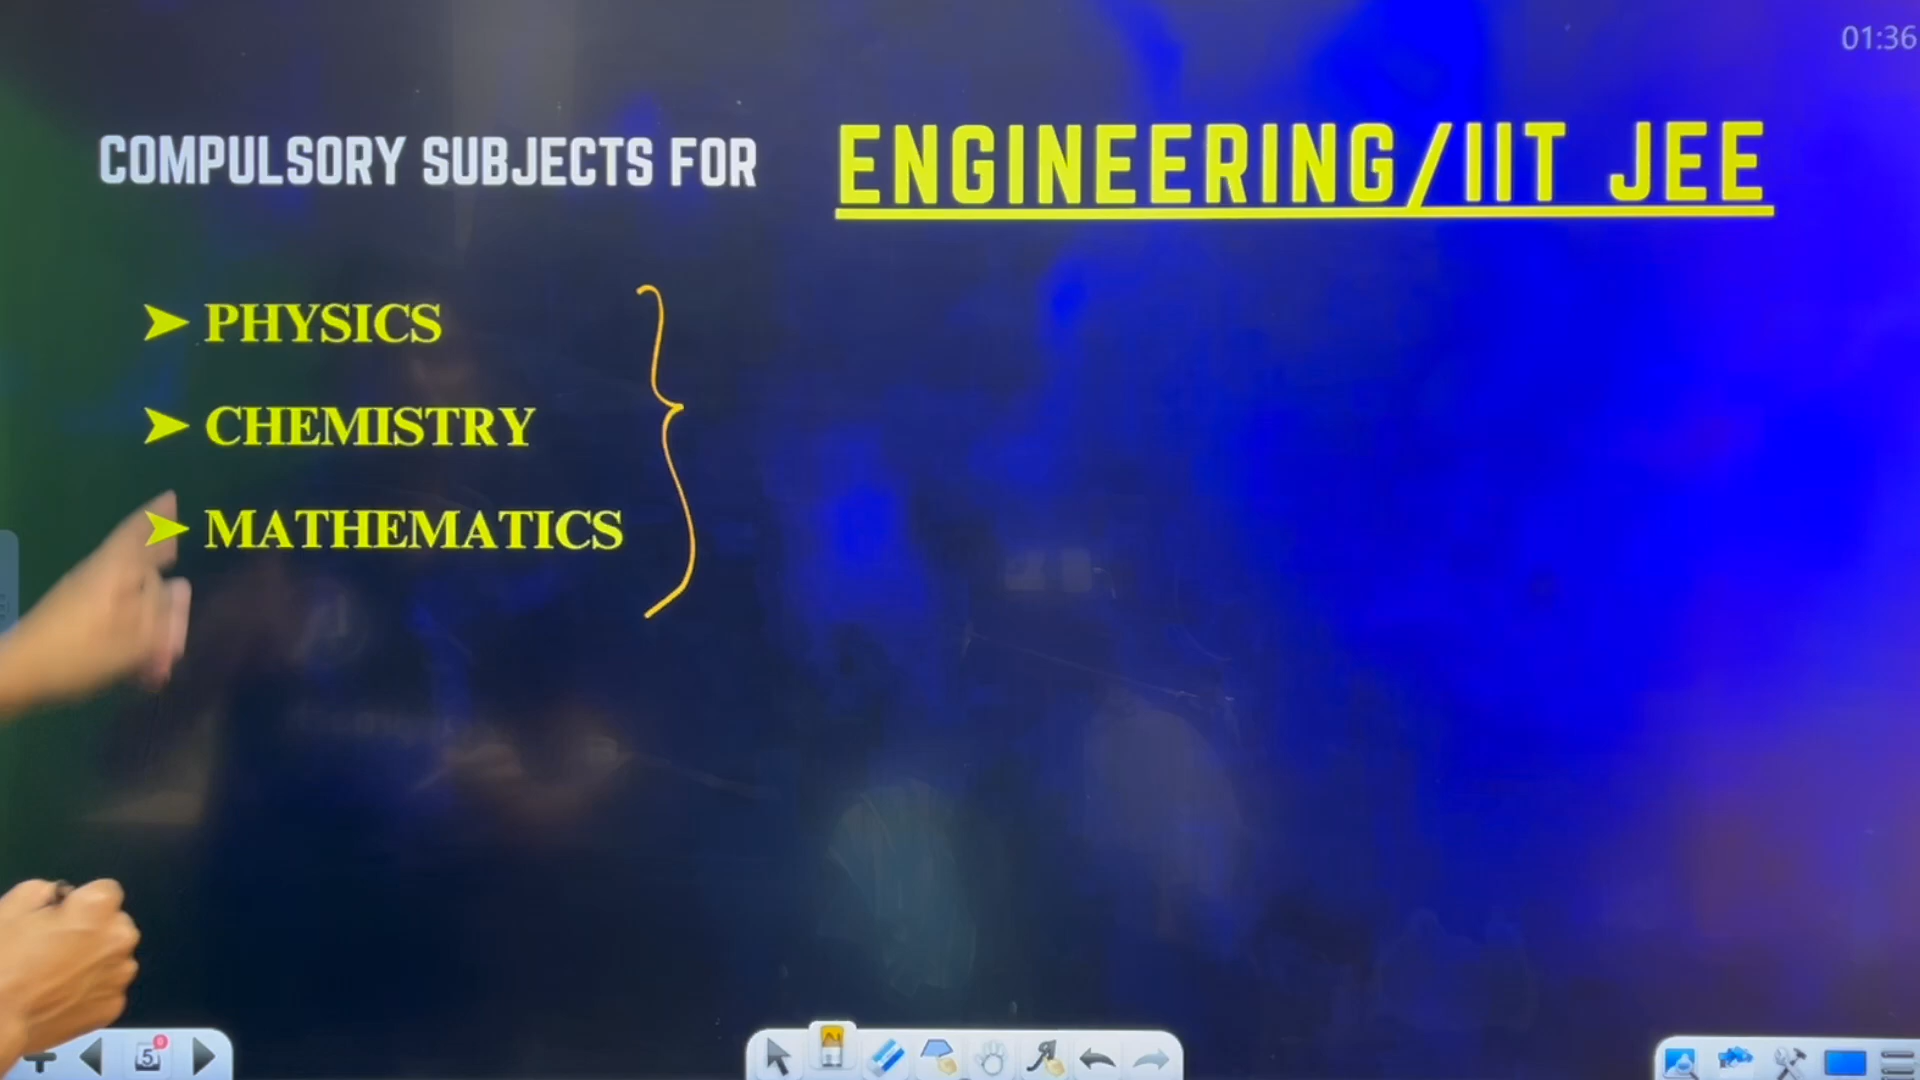 01:36
COMPULSORY SUBJECTS FOR ENGINEERING/IIT JEE
➤ PHYSICS
➤ CHEMISTRY
➤ MATHEMATICS
5